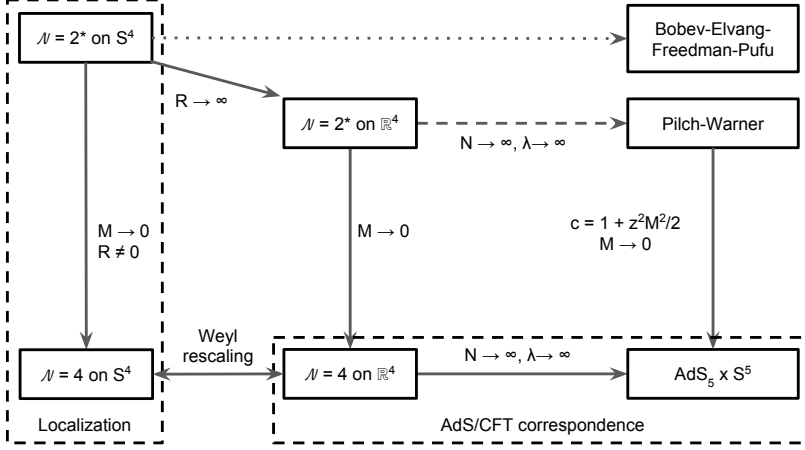 𝒩 = 2* on S⁴
Bobev-Elvang-
Freedman-Pufu
R → ∞
𝒩 = 2* on ℝ⁴
Pilch-Warner
N → ∞, λ→ ∞
M → 0
R ≠ 0
M → 0
c = 1 + z²M²/2
M → 0
Weyl
rescaling
𝒩 = 4 on S⁴
𝒩 = 4 on ℝ⁴
N → ∞, λ→ ∞
AdS₅ x S⁵
Localization
AdS/CFT correspondence